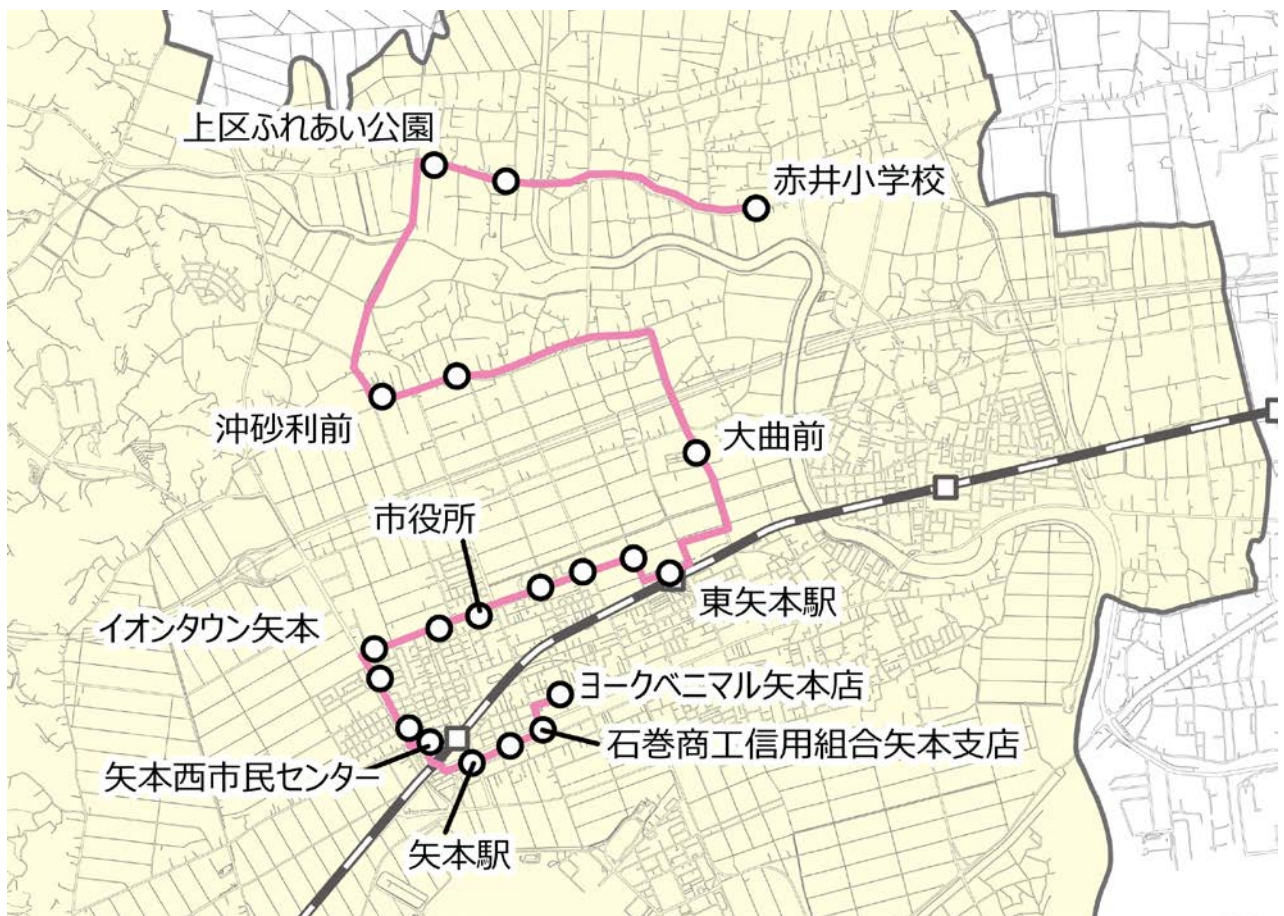 上区ふれあい公園
赤井小学校
沖砂利前
大曲前
市役所
東矢本駅
イオンタウン矢本
ヨークベニマル矢本店
石巻商工信用組合矢本支店
矢本西市民センター
矢本駅